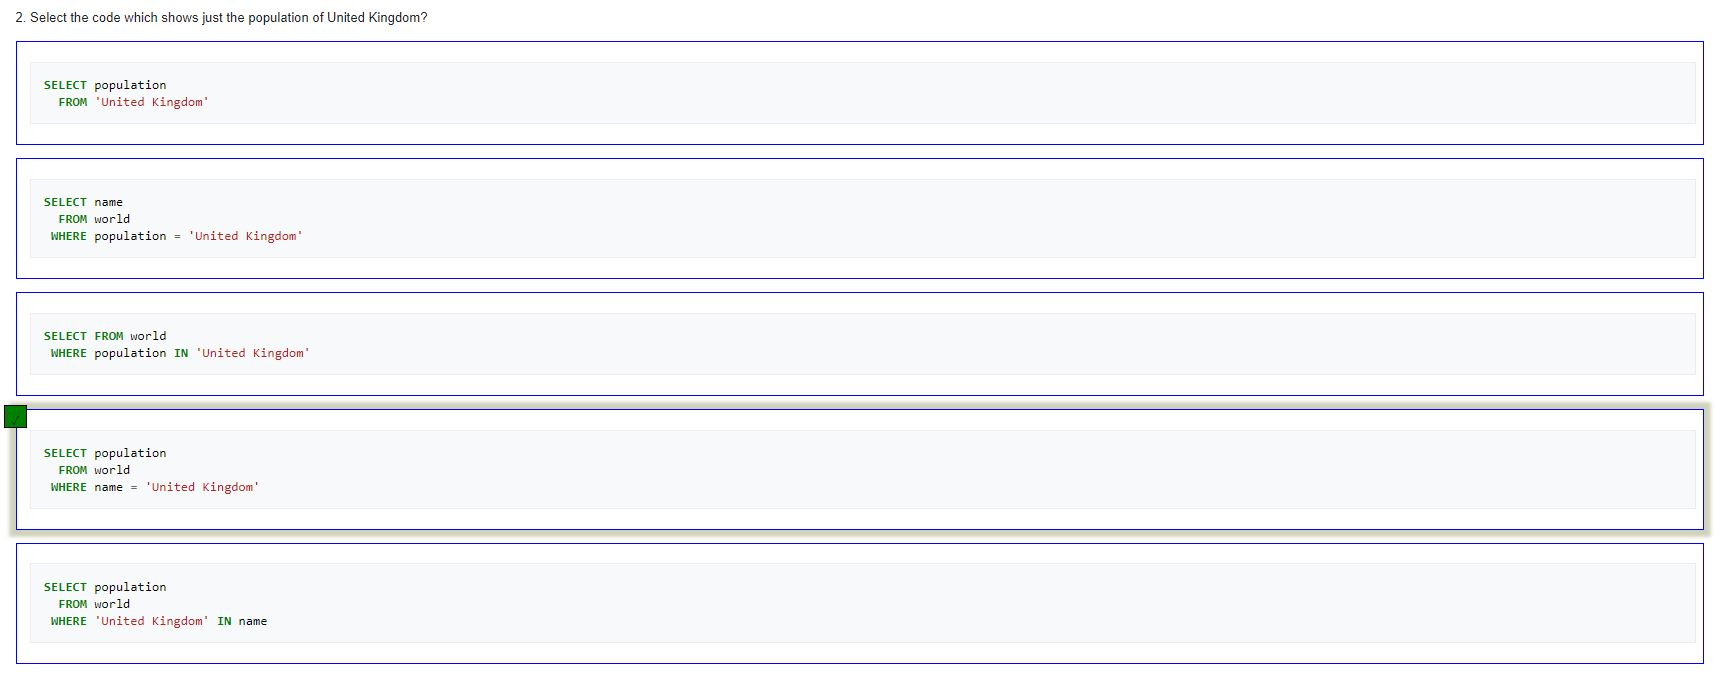 2. Select the code which shows just the population of United Kingdom?
SELECT population
FROM 'United Kingdom'
SELECT name
FROM world
WHERE population = 'United Kingdom'
SELECT FROM world
WHERE population IN 'United Kingdom'
SELECT population
FROM world
WHERE name = 'United Kingdom'
SELECT population
FROM world
WHERE 'United Kingdom' IN name